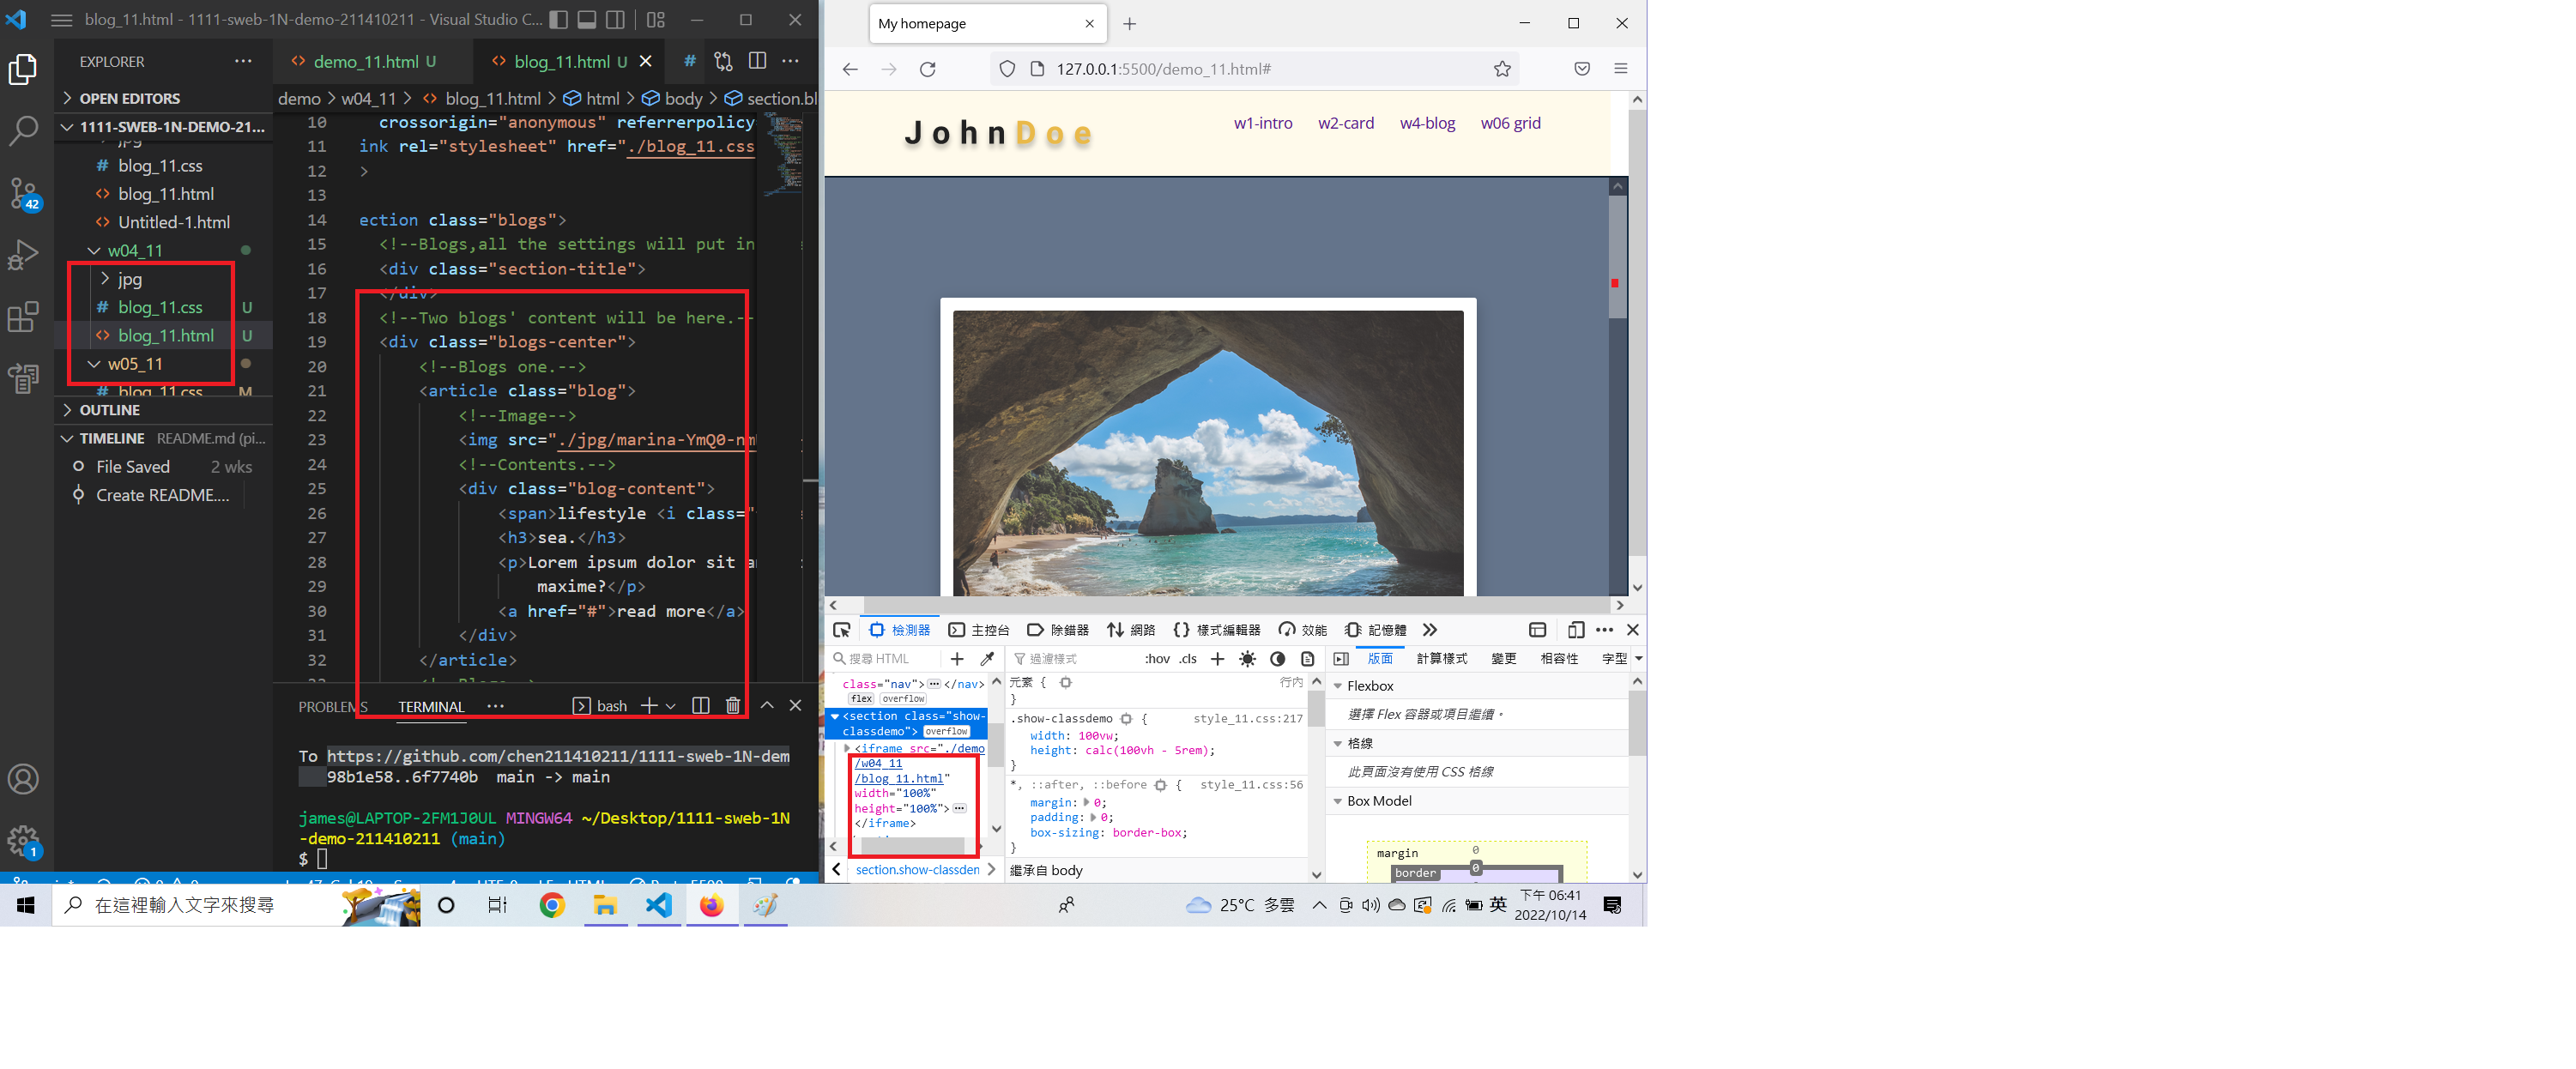 blog_11.html - 1111-sweb-1N-demo-211410211 - Visual Studio C...
EXPLORER
OPEN EDITORS
1111-SWEB-1N-DEMO-21...
jpg
# blog_11.css
<> blog_11.html
<> Untitled-1.html
w04_11
jpg
# blog_11.css U
<> blog_11.html U
w05_11
# blog_11.css M
OUTLINE
TIMELINE README.md (pi...
File Saved 2 wks
Create README....
42
1
<> demo_11.html U
<> blog_11.html U
#
demo > w04_11 > <> blog_11.html > html > body > section.bl
10 crossorigin="anonymous" referrerpolicy
11 ink rel="stylesheet" href="./blog_11.css
12 >
13
14 ection class="blogs">
15 <!--Blogs,all the settings will put in
16 <div class="section-title">
17 </div>
18 <!--Two blogs' content will be here.--
19 <div class="blogs-center">
20 <!--Blogs one.-->
21 <article class="blog">
22 <!--Image-->
23 <img src="./jpg/marina-YmQ0-nm
24 <!--Contents.-->
25 <div class="blog-content">
26 <span>lifestyle <i class="
27 <h3>sea.</h3>
28 <p>Lorem ipsum dolor sit a
29 maxime?</p>
30 <a href="#">read more</a>
31 </div>
32 </article>
PROBLEMS TERMINAL ... bash
To https://github.com/chen211410211/1111-sweb-1N-dem
98b1e58..6f7740b main -> main
james@LAPTOP-2FM1J0UL MINGW64 ~/Desktop/1111-sweb-1N
-demo-211410211 (main)
$
My homepage
127.0.0.1:5500/demo_11.html#
JohnDoe
w1-intro w2-card w4-blog w06 grid
檢測器 主控台 除錯器 網路 樣式編輯器 效能 記憶體
搜尋 HTML
class="nav"> </nav>
flex overflow
<section class="show-
classdemo"> overflow
<iframe src="./demo
/w04_11
/blog_11.html"
width="100%"
height="100%">
</iframe>
section.show-classden
過濾樣式 :hov .cls
元素 { 行內
}
.show-classdemo { style_11.css:217
width: 100vw;
height: calc(100vh - 5rem);
}
*, ::after, ::before { style_11.css:56
margin: 0;
padding: 0;
box-sizing: border-box;
}
繼承自 body
版面 計算樣式 變更 相容性 字型
Flexbox
選擇 Flex 容器或項目繼續。
格線
此頁面沒有使用 CSS 格線
Box Model
margin 0
border 0
在這裡輸入文字來搜尋
25°C 多雲
英
下午 06:41
2022/10/14